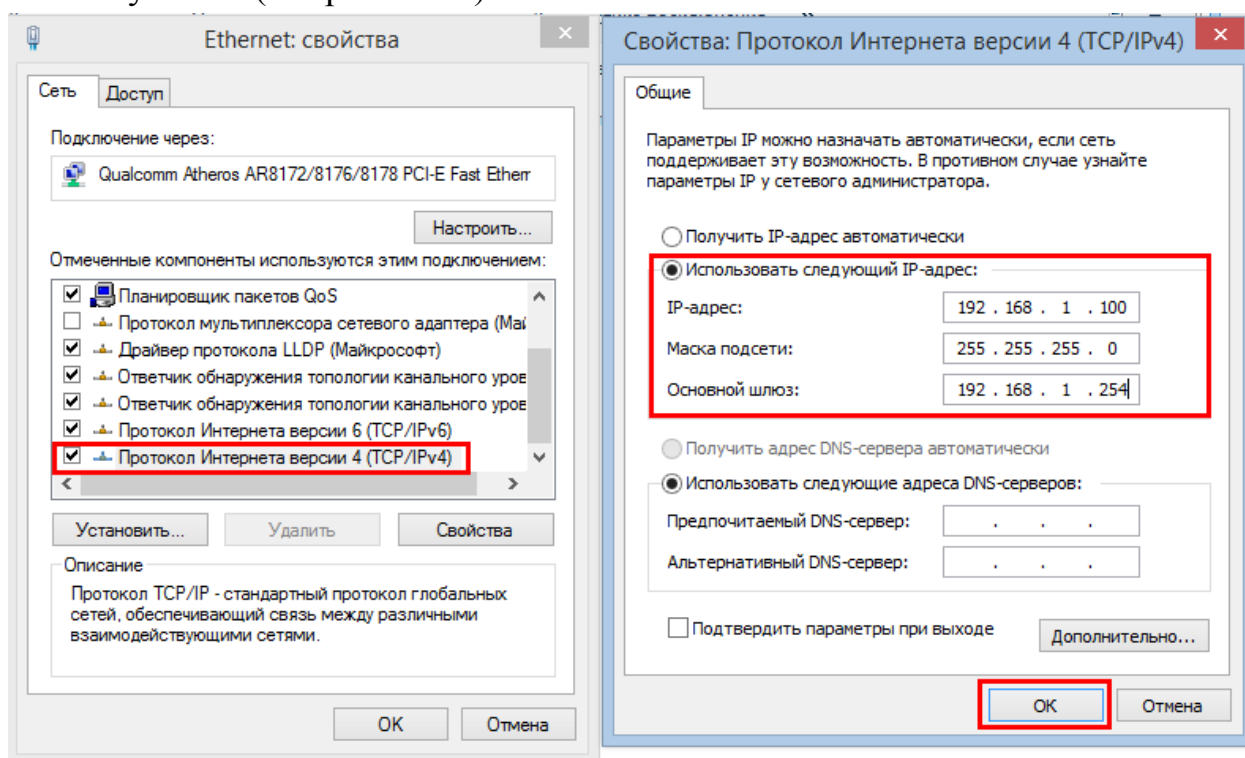 Ethernet: свойства
Сеть
Доступ
Подключение через:
Qualcomm Atheros AR8172/8176/8178 PCI-E Fast Ethern
Настроить...
Отмеченные компоненты используются этим подключением:
Планировщик пакетов QoS
Протокол мультиплексора сетевого адаптера (Май
Драйвер протокола LLDP (Майкрософт)
Ответчик обнаружения топологии канального уров
Ответчик обнаружения топологии канального уров
Протокол Интернета версии 6 (TCP/IPv6)
Протокол Интернета версии 4 (TCP/IPv4)
Установить...
Удалить
Свойства
Описание
Протокол TCP/IP - стандартный протокол глобальных
сетей, обеспечивающий связь между различными
взаимодействующими сетями.
OK
Отмена
Свойства: Протокол Интернета версии 4 (TCP/IPv4)
Общие
Параметры IP можно назначать автоматически, если сеть
поддерживает эту возможность. В противном случае узнайте
параметры IP у сетевого администратора.
Получить IP-адрес автоматически
Использовать следующий IP-адрес:
IP-адрес: 192 . 168 . 1 . 100
Маска подсети: 255 . 255 . 255 . 0
Основной шлюз: 192 . 168 . 1 . 254
Получить адрес DNS-сервера автоматически
Использовать следующие адреса DNS-серверов:
Предпочитаемый DNS-сервер: . . .
Альтернативный DNS-сервер: . . .
Подтвердить параметры при выходе
Дополнительно...
OK
Отмена